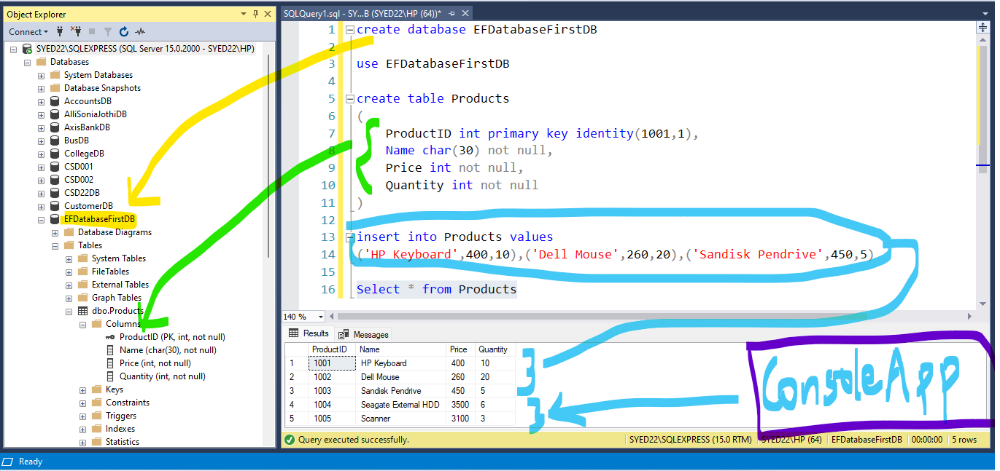 Object Explorer
Connect
SYED22\SQLEXPRESS (SQL Server 15.0.2000 - SYED22\HP)
Databases
System Databases
Database Snapshots
AccountsDB
AlliSoniaJothiDB
AxisBankDB
BusDB
CollegeDB
CSD001
CSD002
CSD22DB
CustomerDB
EFDatabaseFirstDB
Database Diagrams
Tables
System Tables
FileTables
External Tables
Graph Tables
dbo.Products
Columns
ProductID (PK, int, not null)
Name (char(30), not null)
Price (int, not null)
Quantity (int, not null)
Keys
Constraints
Triggers
Indexes
Statistics
SQLQuery1.sql - SY...B (SYED22\HP (64))*
1 create database EFDatabaseFirstDB
2
3 use EFDatabaseFirstDB
4
5 create table Products
6 (
7 ProductID int primary key identity(1001,1),
8 Name char(30) not null,
9 Price int not null,
10 Quantity int not null
11 )
12
13 insert into Products values
14 ('HP Keyboard',400,10),('Dell Mouse',260,20),('Sandisk Pendrive',450,5)
15
16 Select * from Products
140 %
Results Messages
ProductID Name Price Quantity
1 1001 HP Keyboard 400 10
2 1002 Dell Mouse 260 20
3 1003 Sandisk Pendrive 450 5
4 1004 Seagate External HDD 3500 6
5 1005 Scanner 3100 3
ConsoleApp
Query executed successfully. SYED22\SQLEXPRESS (15.0 RTM) SYED22\HP (64) EFDatabaseFirstDB 00:00:00 5 rows
Ready